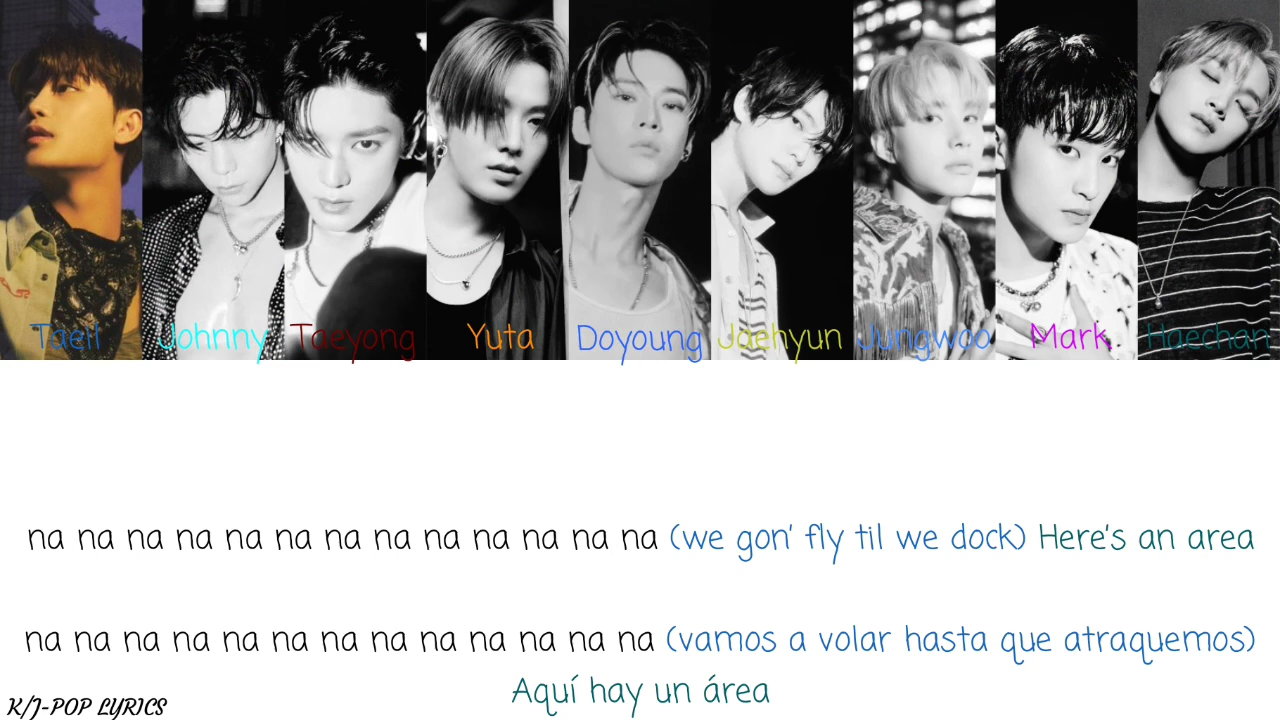 Taeil Johnny Taeyong Yuta Doyoung Jaehyun Jungwoo Mark Haechan
na na na na na na na na na na na na na (we gon' fly til we dock) Here's an area
na na na na na na na na na na na na na (vamos a volar hasta que atraquemos)
Aquí hay un área
K/J-POP LYRICS